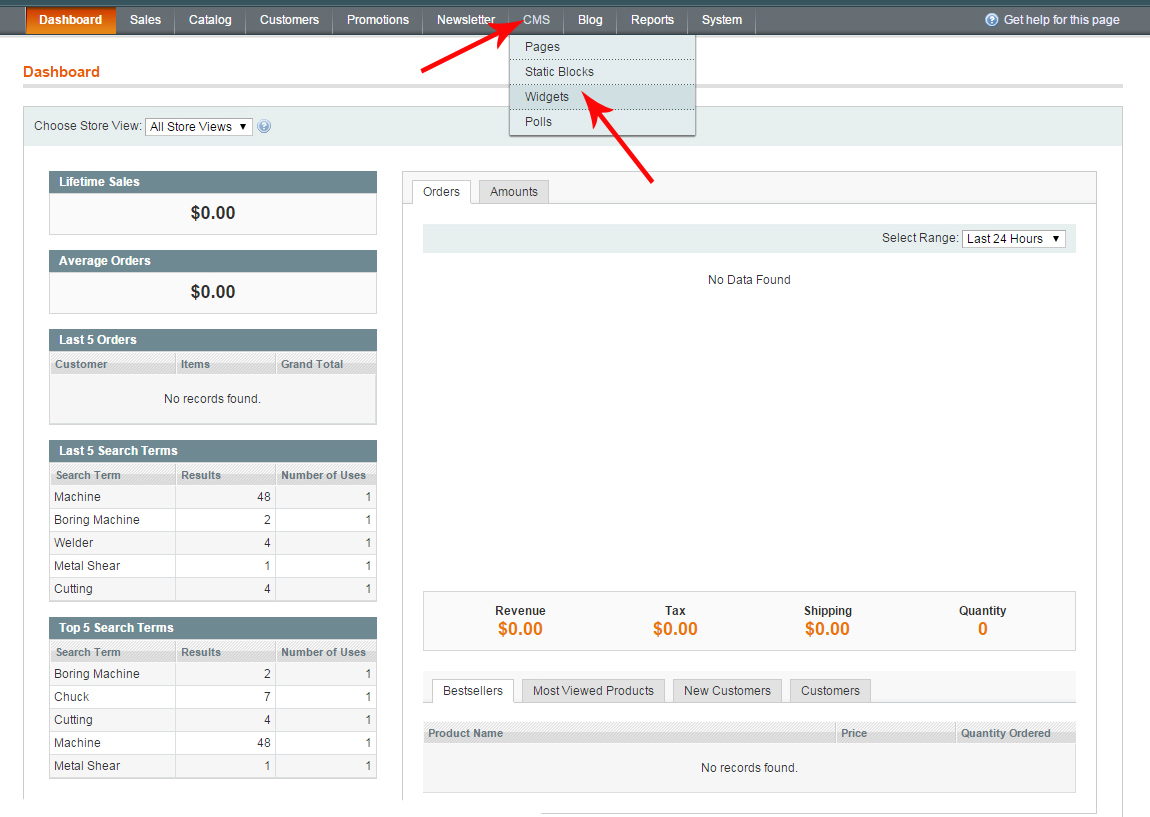 Dashboard Sales Catalog Customers Promotions Newsletter CMS Blog Reports System Get help for this page
Pages
Static Blocks
Widgets
Polls
Dashboard
Choose Store View: All Store Views
Lifetime Sales
$0.00
Average Orders
$0.00
Last 5 Orders
Customer Items Grand Total
No records found.
Last 5 Search Terms
Search Term Results Number of Uses
Machine 48 1
Boring Machine 2 1
Welder 4 1
Metal Shear 1 1
Cutting 4 1
Top 5 Search Terms
Search Term Results Number of Uses
Boring Machine 2 1
Chuck 7 1
Cutting 4 1
Machine 48 1
Metal Shear 1 1
Orders Amounts
Select Range: Last 24 Hours
No Data Found
Revenue Tax Shipping Quantity
$0.00 $0.00 $0.00 0
Bestsellers Most Viewed Products New Customers Customers
Product Name Price Quantity Ordered
No records found.